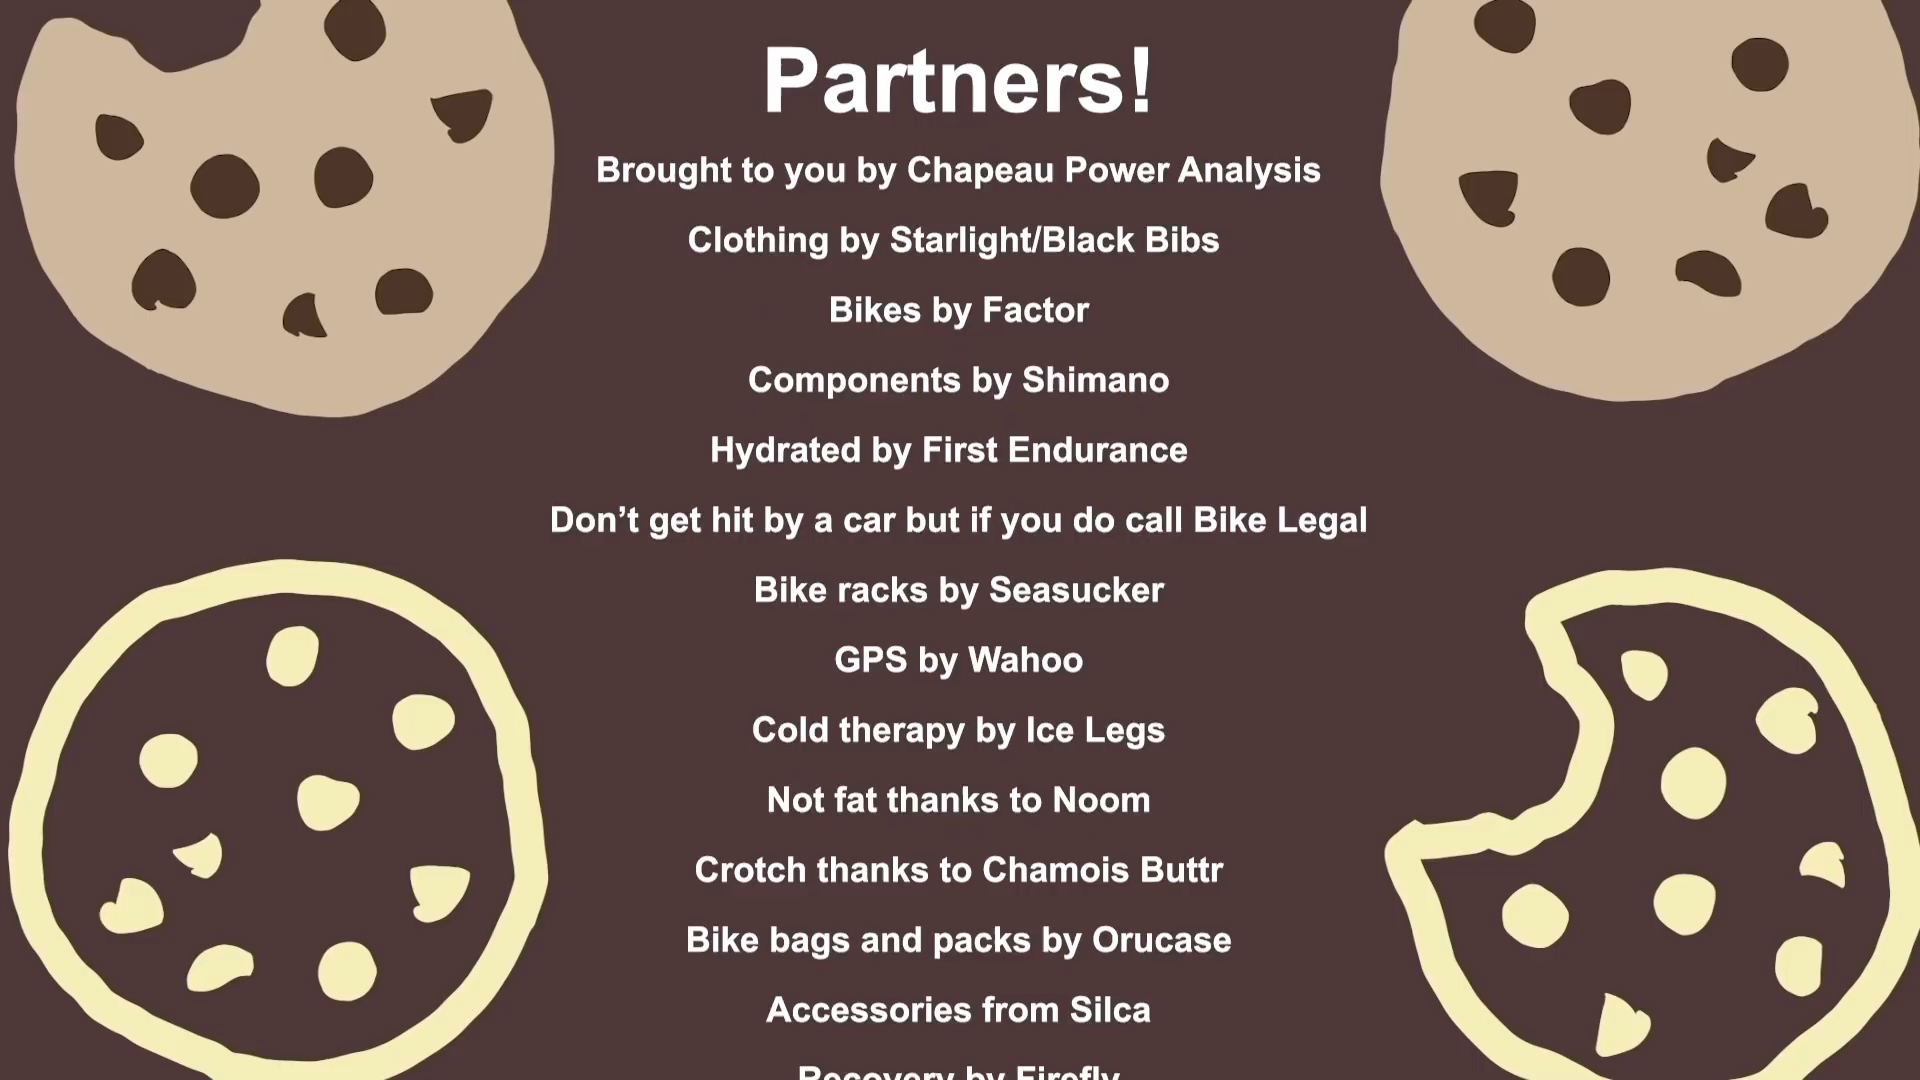 Partners!
Brought to you by Chapeau Power Analysis
Clothing by Starlight/Black Bibs
Bikes by Factor
Components by Shimano
Hydrated by First Endurance
Don’t get hit by a car but if you do call Bike Legal
Bike racks by Seasucker
GPS by Wahoo
Cold therapy by Ice Legs
Not fat thanks to Noom
Crotch thanks to Chamois Buttr
Bike bags and packs by Orucase
Accessories from Silca
Recovery by Firefly